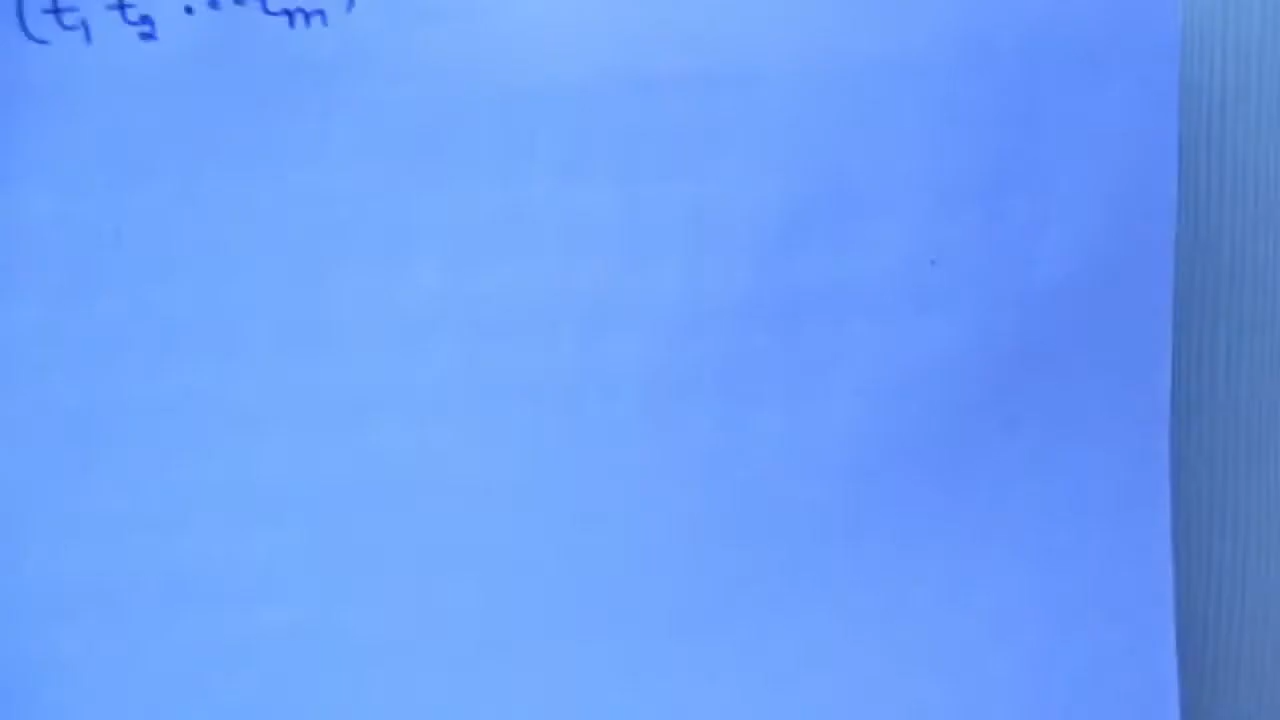 (t₁ t₂ ... tₘ)